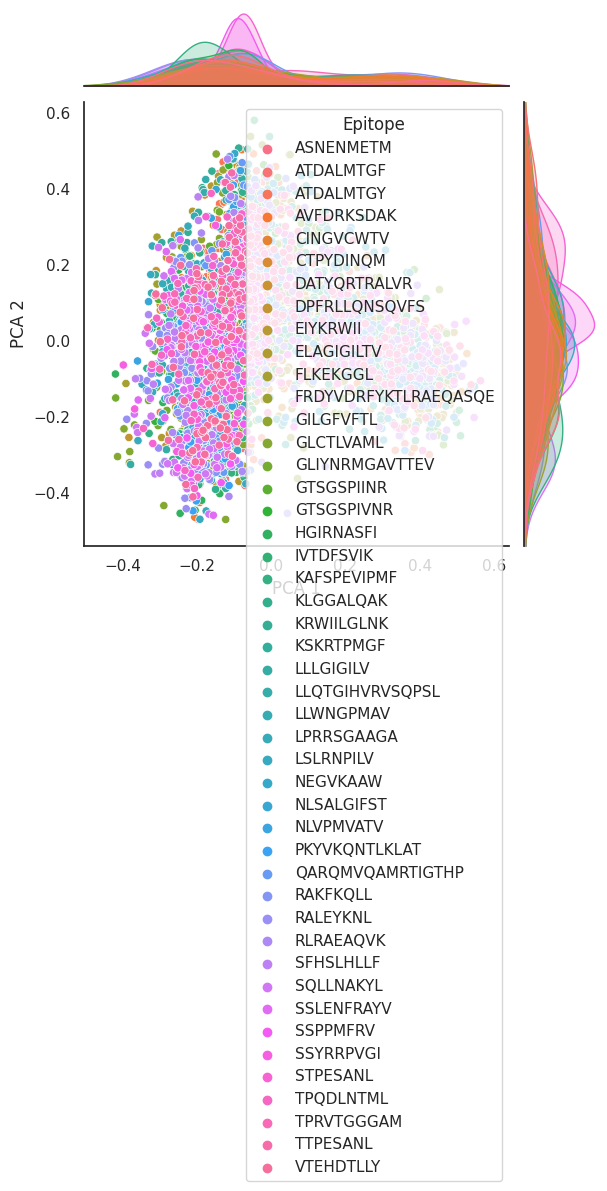 Epitope
ASNENMETM
ATDALMTGF
ATDALMTGY
AVFDRKSDAK
CINGVCWTV
CTPYDINQM
DATYQRTRALVR
DPFRLLQNSQVFS
EIYKRWII
ELAGIGILTV
FLKEKGGL
FRDYVDRFYKTLRAEQASQE
GILGFVFTL
GLCTLVAML
GLIYNRMGAVTTEV
GTSGSPIINR
GTSGSPIVNR
HGIRNASFI
IVTDFSVIK
KAFSPEVIPMF
KLGGALQAK
KRWIILGLNK
KSKRTPMGF
LLLGIGILV
LLQTGIHVRVSQPSL
LLWNGPMAV
LPRRSGAAGA
LSLRNPILV
NEGVKAAW
NLSALGIFST
NLVPMVATV
PKYVKQNTLKLAT
QARQMVQAMRTIGTHP
RAKFKQLL
RALEYKNL
RLRAEAQVK
SFHSLHLLF
SQLLNAKYL
SSLENFRAYV
SSPPMFRV
SSYRRPVGI
STPESANL
TPQDLNTML
TPRVTGGGAM
TTPESANL
VTEHDTLLY
PCA 2
0.6
0.4
0.2
0.0
−0.2
−0.4
−0.4 −0.2 0.0 0.2 0.4 0.6
PCA 1